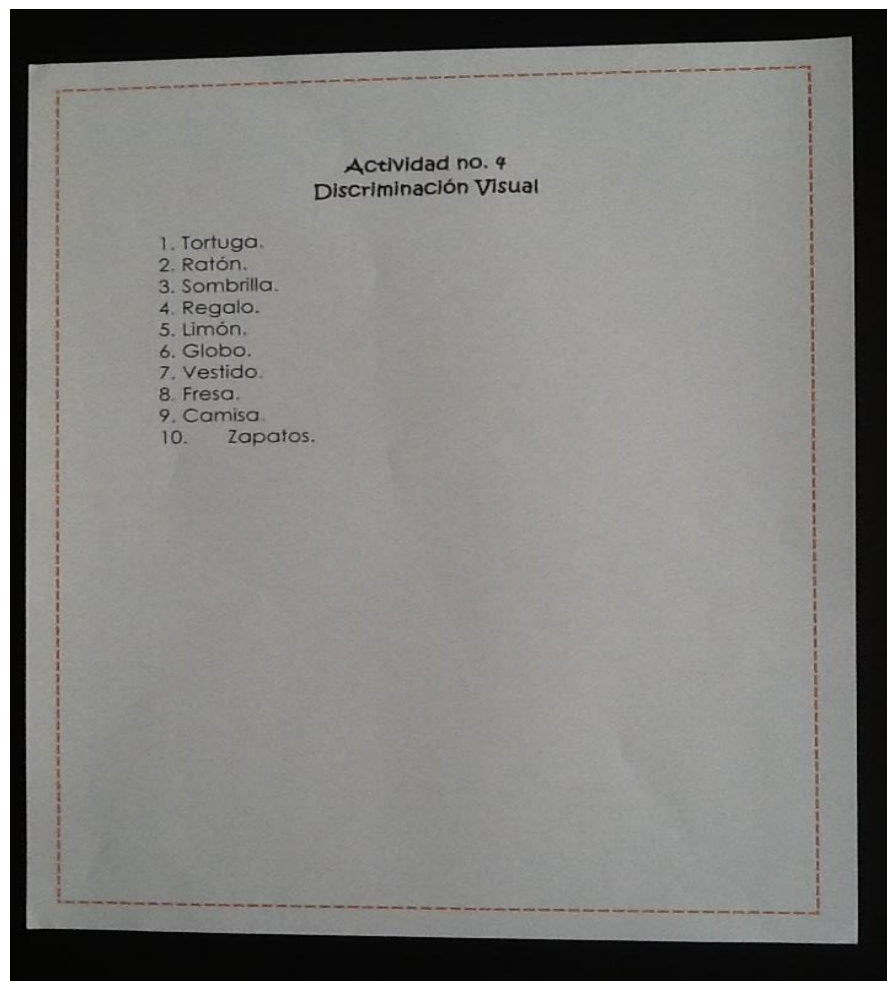 Actividad no. 4
Discriminación Visual
1. Tortuga.
2. Ratón.
3. Sombrilla.
4. Regalo.
5. Limón.
6. Globo.
7. Vestido.
8. Fresa.
9. Camisa.
10. Zapatos.